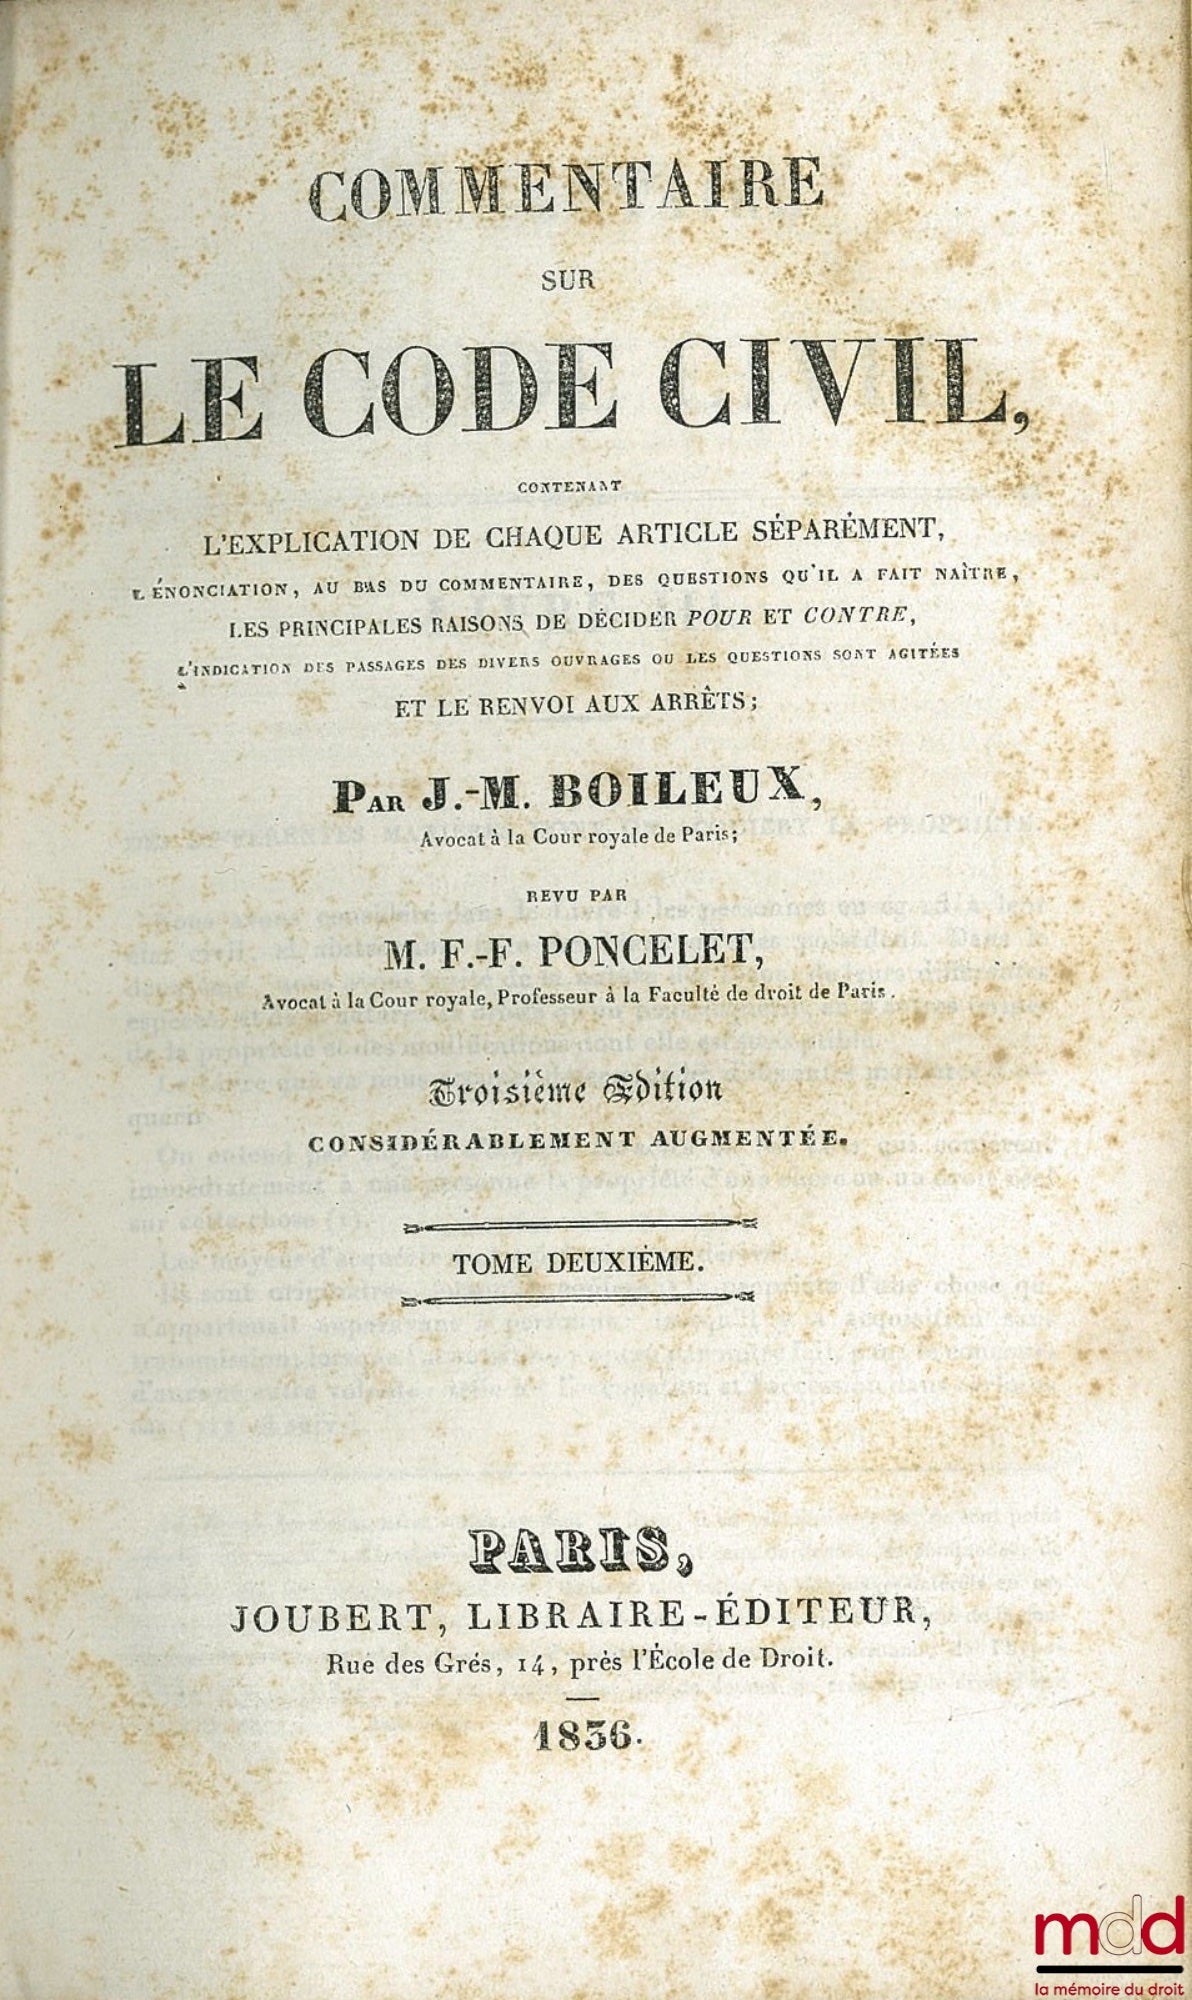 COMMENTAIRE
SUR
LE CODE CIVIL,
CONTENANT
L'EXPLICATION DE CHAQUE ARTICLE SÉPARÉMENT,
L'ÉNONCIATION, AU BAS DU COMMENTAIRE, DES QUESTIONS QU'IL A FAIT NAÎTRE,
LES PRINCIPALES RAISONS DE DÉCIDER POUR ET CONTRE,
L'INDICATION DES PASSAGES DES DIVERS OUVRAGES OU LES QUESTIONS SONT AGITÉES
ET LE RENVOI AUX ARRÊTS;
PAR J.-M. BOILEUX,
Avocat à la Cour royale de Paris;
REVU PAR
M. F.-F. PONCELET,
Avocat à la Cour royale, Professeur à la Faculté de droit de Paris.
Troisième Edition
CONSIDÉRABLEMENT AUGMENTÉE.
TOME DEUXIÈME.
PARIS,
JOUBERT, LIBRAIRE-ÉDITEUR,
Rue des Grés, 14, près l'École de Droit.
1836.
mdd
la mémoire du droit